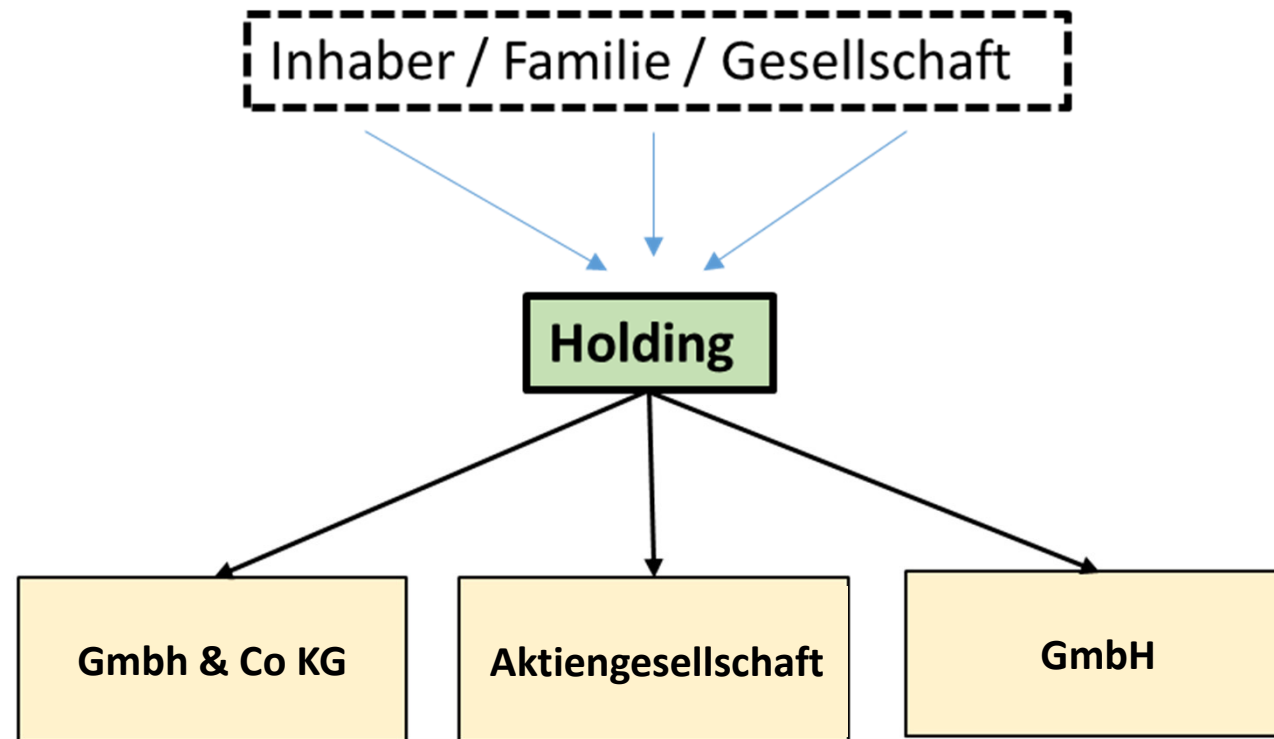 Inhaber / Familie / Gesellschaft
Holding
Gmbh & Co KG
Aktiengesellschaft
GmbH